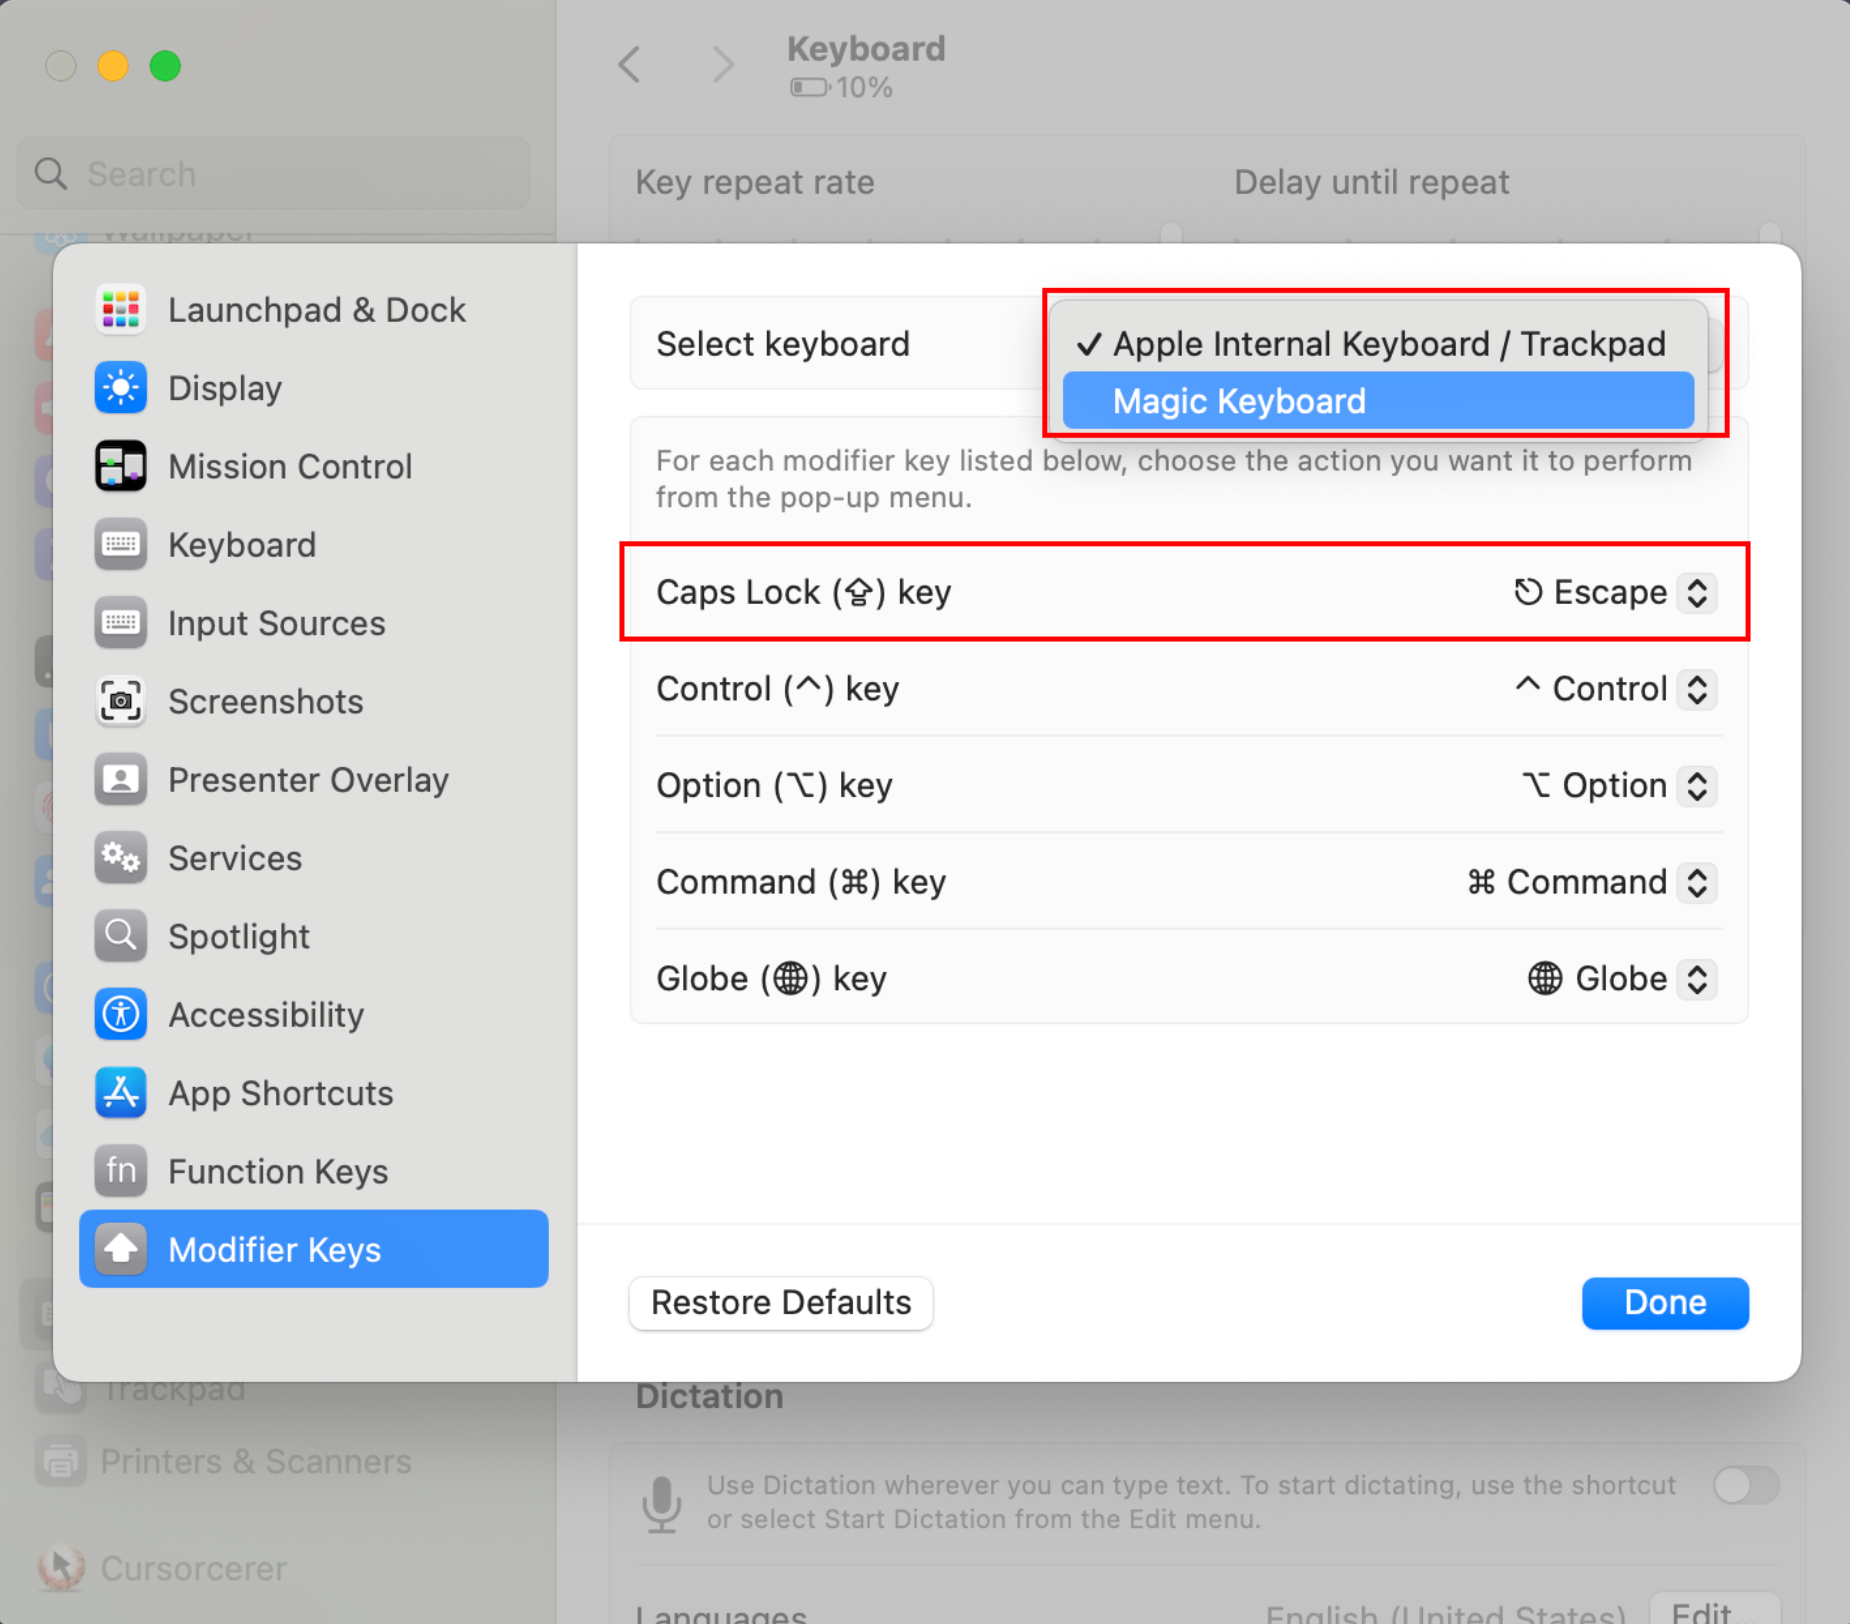 Keyboard
10%
Search
Key repeat rate
Delay until repeat
Wallpaper
Launchpad & Dock
Display
Mission Control
Keyboard
Input Sources
Screenshots
Presenter Overlay
Services
Spotlight
Accessibility
App Shortcuts
fn Function Keys
Modifier Keys
Select keyboard
✓ Apple Internal Keyboard / Trackpad
Magic Keyboard
For each modifier key listed below, choose the action you want it to perform
from the pop-up menu.
Caps Lock (⇪) key
⎋ Escape
Control (^) key
^ Control
Option (⌥) key
⌥ Option
Command (⌘) key
⌘ Command
Globe (🌐) key
🌐 Globe
Restore Defaults
Done
Trackpad
Printers & Scanners
Cursorcerer
Dictation
Use Dictation wherever you can type text. To start dictating, use the shortcut
or select Start Dictation from the Edit menu.
Languages
English (United States)
Edit...